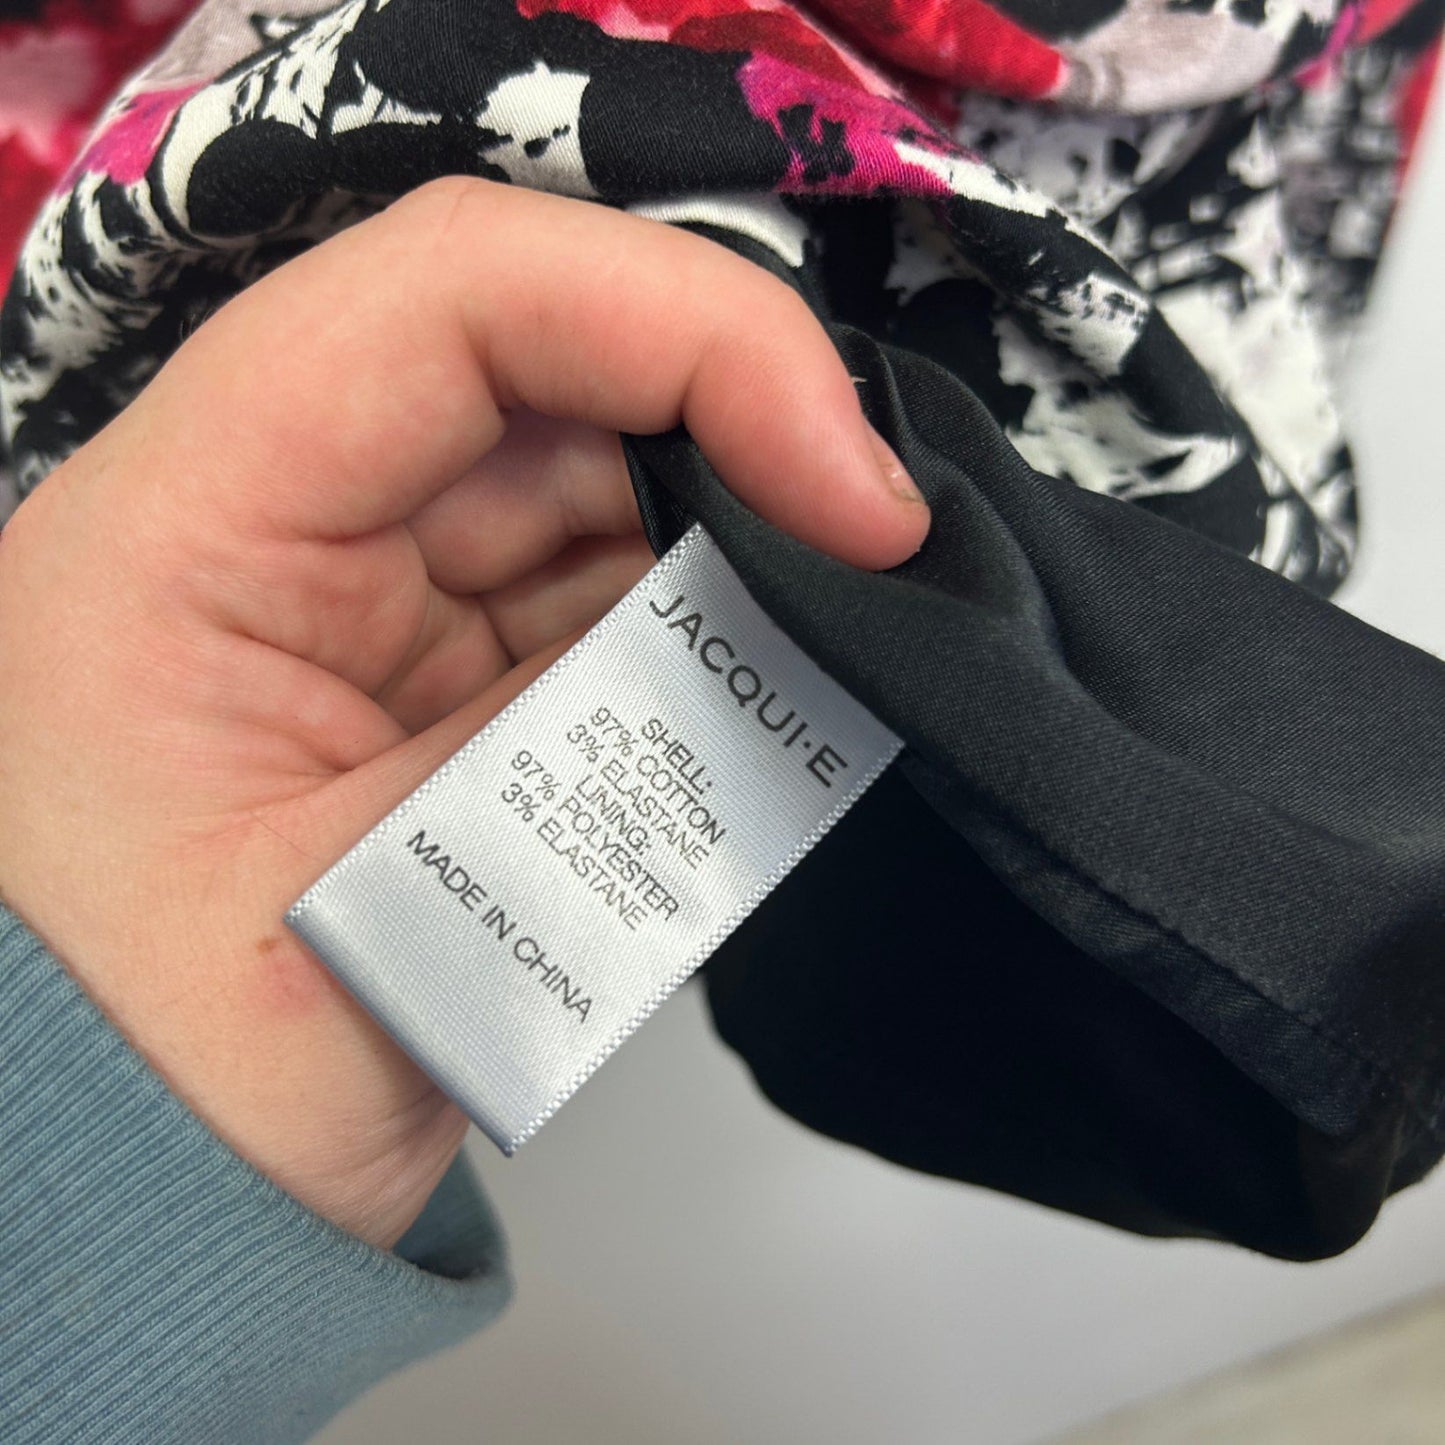 JACQUI·E
SHELL:
97% COTTON
3% ELASTANE
LINING:
97% POLYESTER
3% ELASTANE
MADE IN CHINA